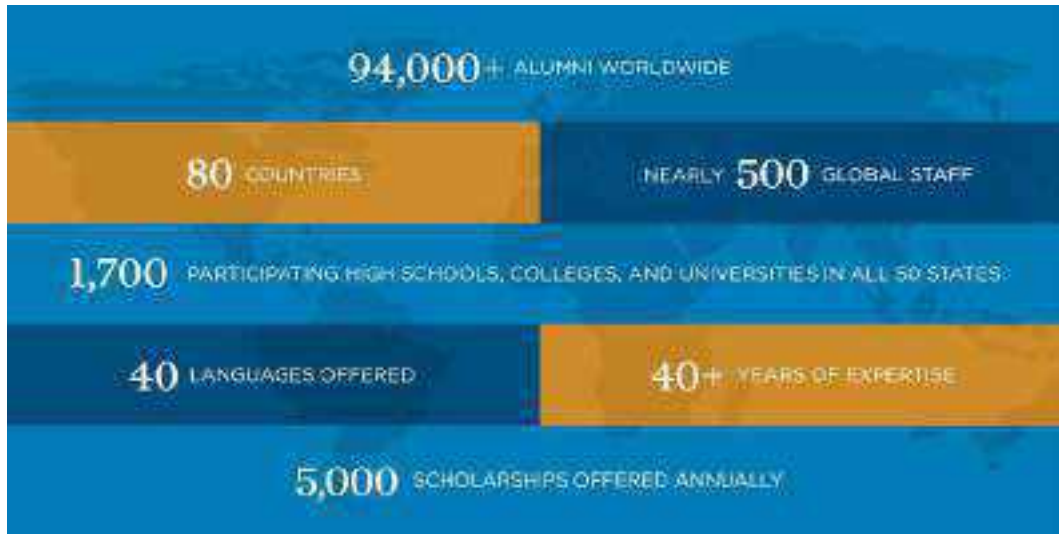 94,000+ ALUMNI WORLDWIDE
80 COUNTRIES
NEARLY 500 GLOBAL STAFF
1,700 PARTICIPATING HIGH SCHOOLS, COLLEGES, AND UNIVERSITIES IN ALL 50 STATES
40 LANGUAGES OFFERED
40+ YEARS OF EXPERTISE
5,000 SCHOLARSHIPS OFFERED ANNUALLY